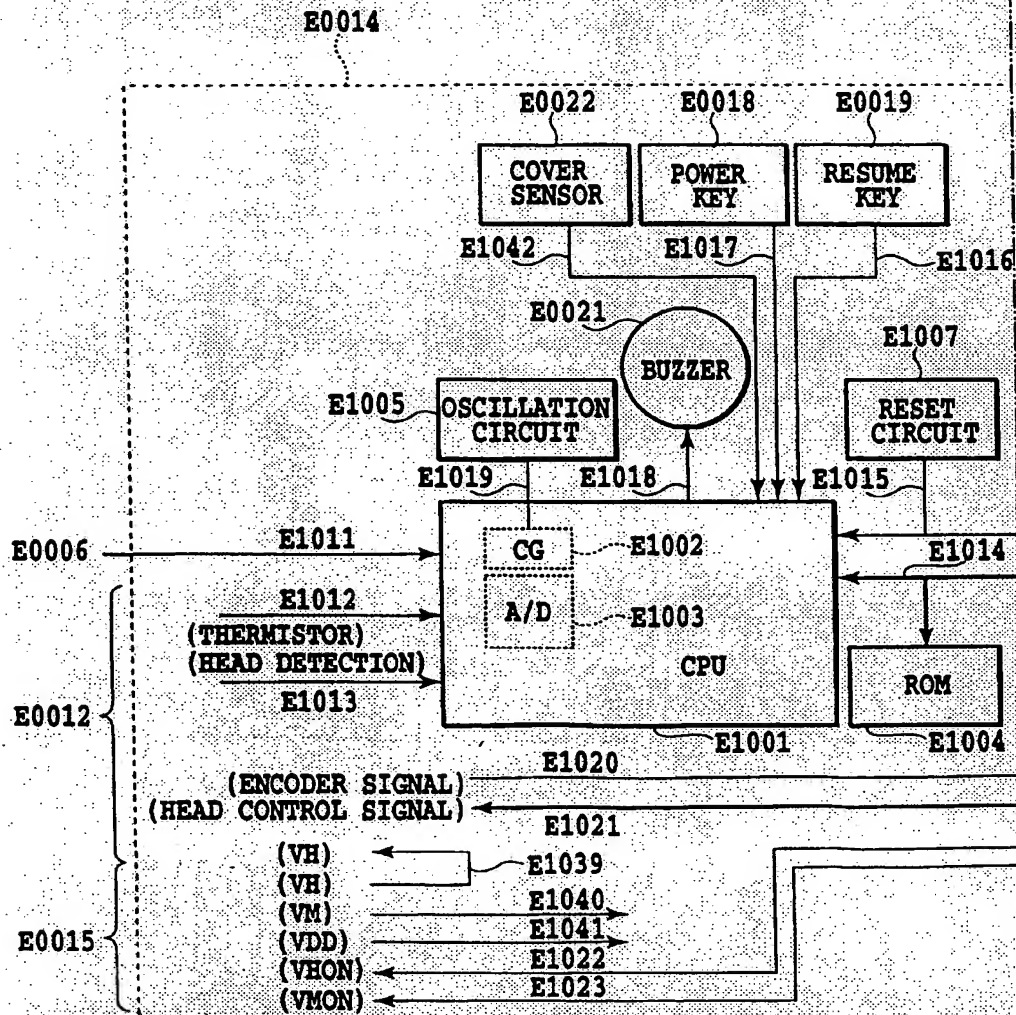 E0014
E0022
E0018
E0019
COVER
SENSOR
POWER
KEY
RESUME
KEY
E1042
E1017
E1016
E0021
BUZZER
E1007
E1005
OSCILLATION
CIRCUIT
RESET
CIRCUIT
E1019
E1018
E1015
E0006
E1011
CG
E1002
E1014
E1012
A/D
E1003
(THERMISTOR)
(HEAD DETECTION)
CPU
ROM
E1013
E0012
E1001
E1004
E1020
(ENCODER SIGNAL)
(HEAD CONTROL SIGNAL)
E1021
(VH)
E1039
(VH)
E1040
(VM)
E1041
E0015
(VDD)
E1022
(VHON)
E1023
(VMON)